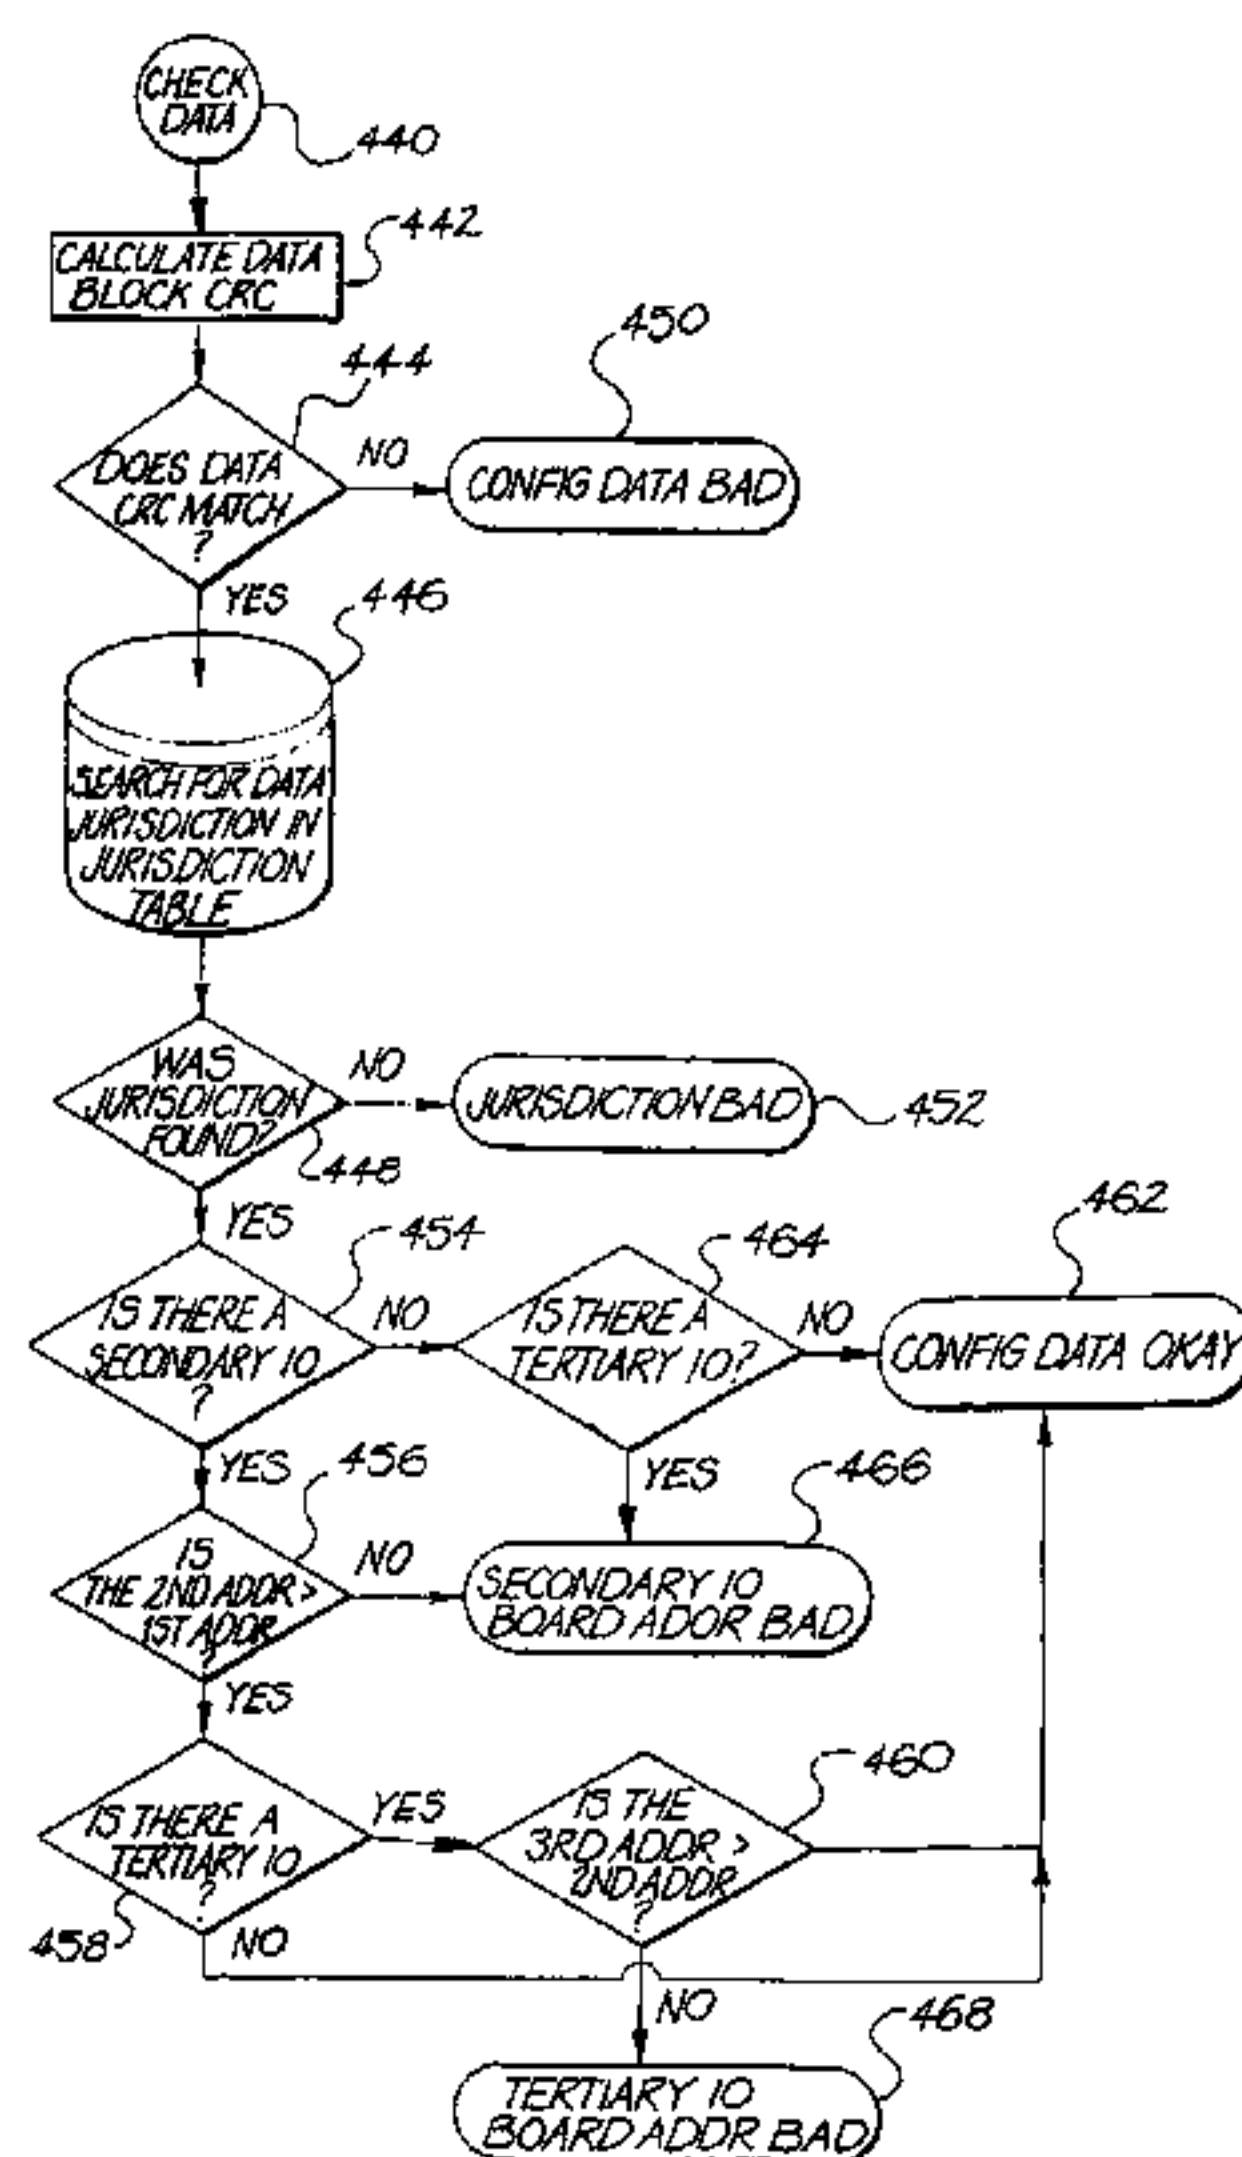 CHECK
DATA
440
442
CALCULATE DATA
BLOCK CRC
444
450
DOES DATA
CRC MATCH
?
NO
CONFIG DATA BAD
YES
446
SEARCH FOR DATA
JURISDICTION IN
JURISDICTION
TABLE
WAS
JURISDICTION
FOUND?
NO
JURISDICTION BAD
452
448
YES
454
464
462
IS THERE A
SECONDARY IO
?
NO
IS THERE A
TERTIARY IO?
NO
CONFIG DATA OKAY
YES
456
YES
466
IS
THE 2ND ADDR >
1ST ADDR
?
NO
SECONDARY IO
BOARD ADOR BAD
YES
460
IS THERE A
TERTIARY IO
?
YES
IS THE
3RD ADDR >
2ND ADDR
?
458
NO
NO
468
TERTIARY IO
BOARD ADDR BAD